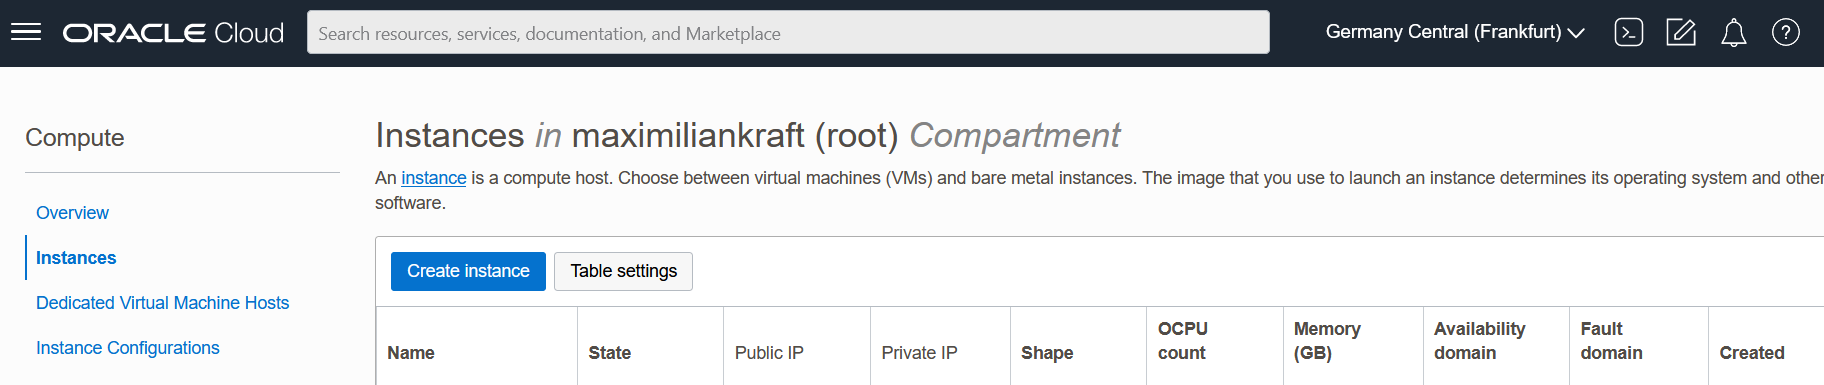 ORACLE Cloud
Search resources, services, documentation, and Marketplace
Germany Central (Frankfurt)
Compute
Overview
Instances
Dedicated Virtual Machine Hosts
Instance Configurations
Instances in maximiliankraft (root) Compartment
An instance is a compute host. Choose between virtual machines (VMs) and bare metal instances. The image that you use to launch an instance determines its operating system and other
software.
Create instance
Table settings
Name
State
Public IP
Private IP
Shape
OCPU
count
Memory
(GB)
Availability
domain
Fault
domain
Created